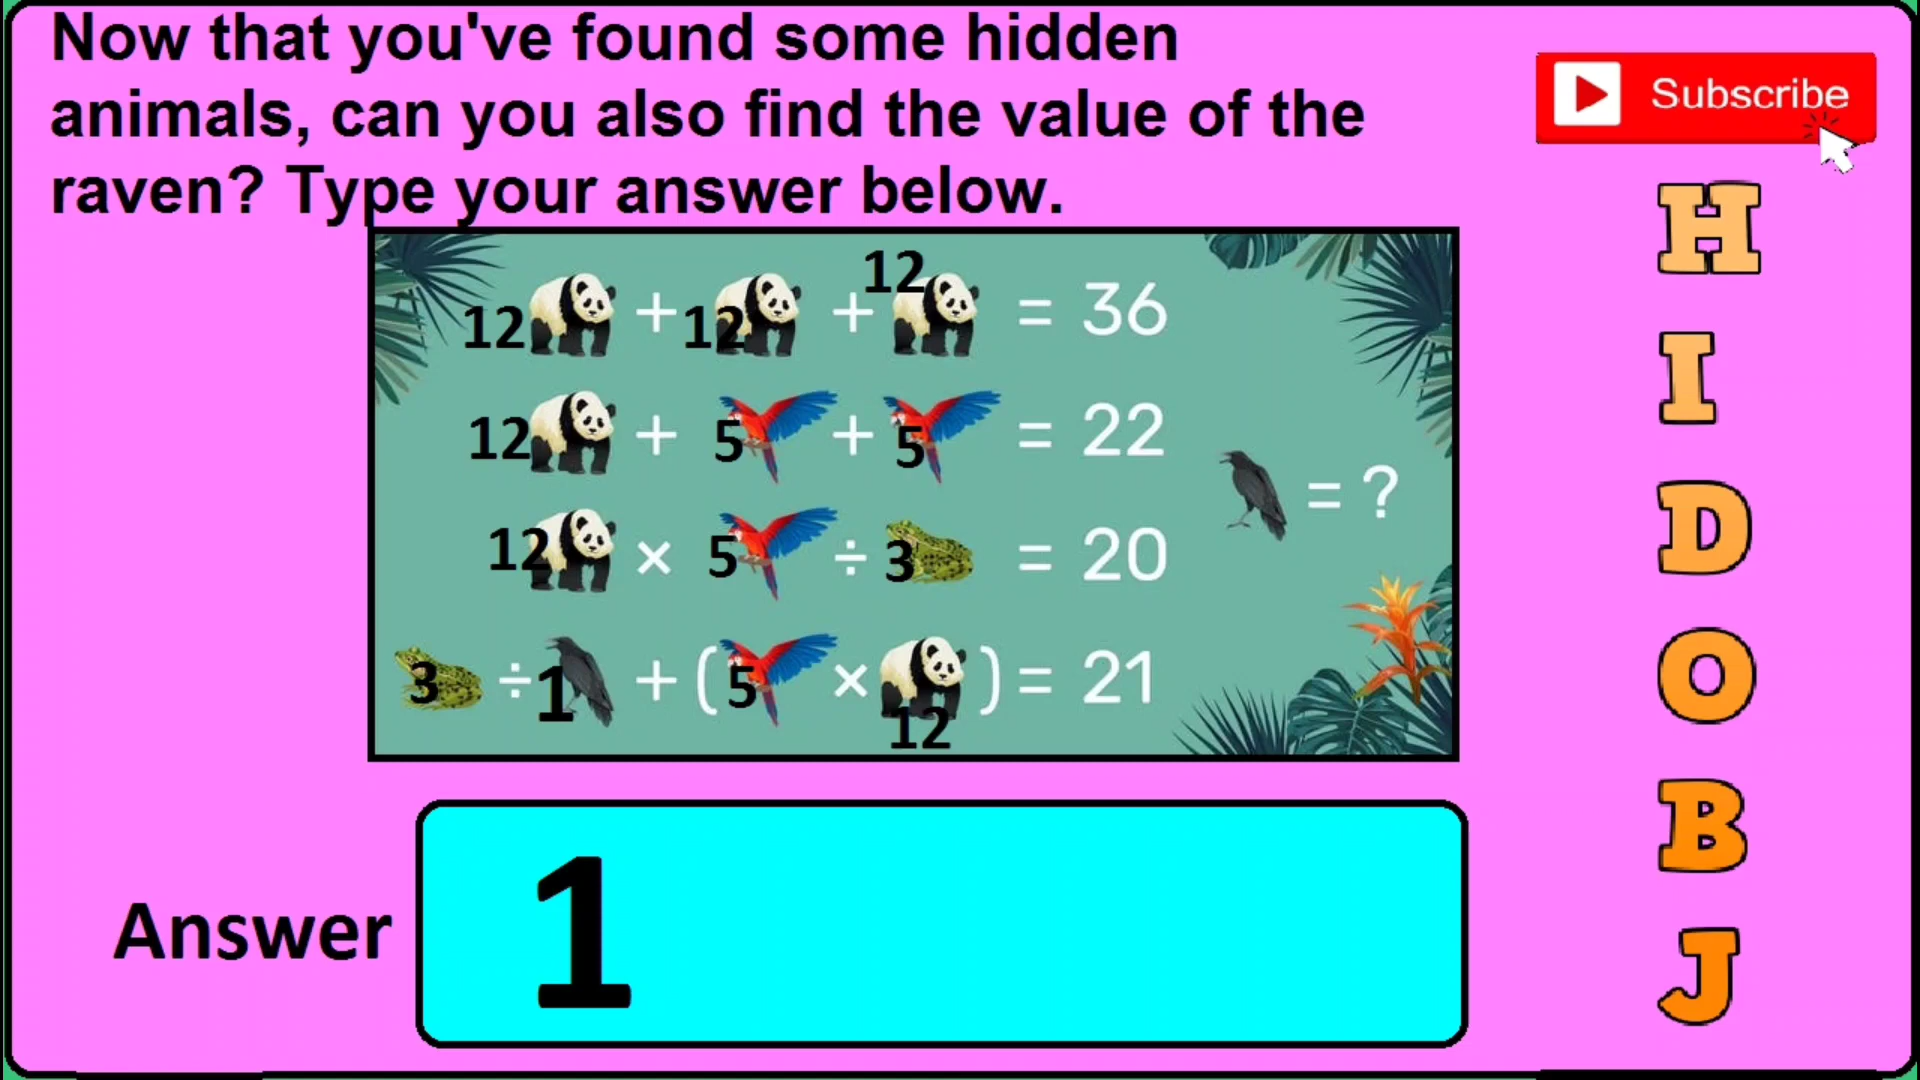 Now that you've found some hidden
animals, can you also find the value of the
raven? Type your answer below.
Subscribe
12 + 12 + 12 = 36
12 + 5 + 5 = 22
12 × 5 ÷ 3 = 20
= ?
3 ÷ 1 + ( 5 × 12 ) = 21
Answer
1
H
I
D
O
B
J